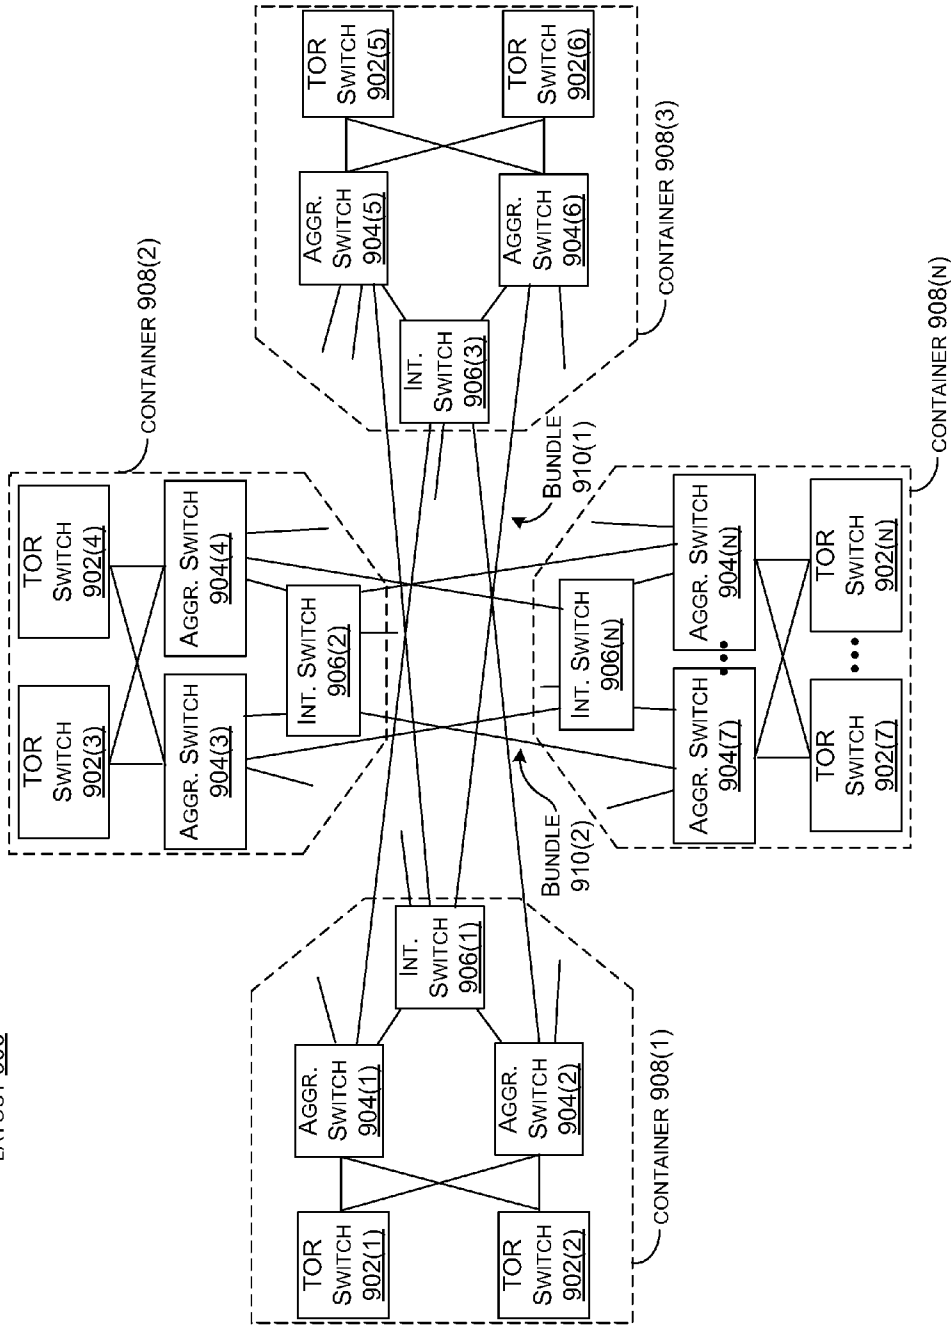 TOR
SWITCH
902(5)
TOR
SWITCH
902(6)
AGGR.
SWITCH
904(5)
AGGR.
SWITCH
904(6)
INT.
SWITCH
906(3)
CONTAINER 908(3)
CONTAINER 908(2)
TOR
SWITCH
902(4)
TOR
SWITCH
902(3)
AGGR. SWITCH
904(4)
AGGR. SWITCH
904(3)
INT. SWITCH
906(2)
BUNDLE
910(1)
BUNDLE
910(2)
INT. SWITCH
906(N)
AGGR. SWITCH
904(N)
AGGR. SWITCH
904(7)
TOR
SWITCH
902(N)
TOR
SWITCH
902(7)
CONTAINER 908(N)
INT.
SWITCH
906(1)
AGGR.
SWITCH
904(1)
AGGR.
SWITCH
904(2)
TOR
SWITCH
902(1)
TOR
SWITCH
902(2)
CONTAINER 908(1)